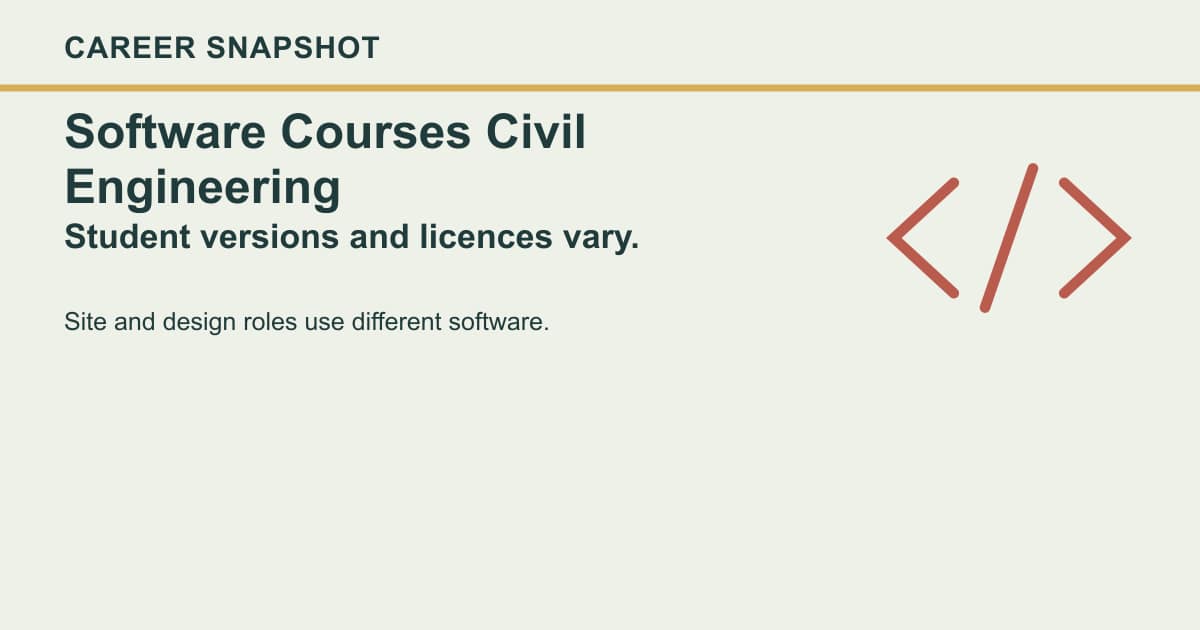 CAREER SNAPSHOT
Software Courses Civil
Engineering
Student versions and licences vary.
Site and design roles use different software.